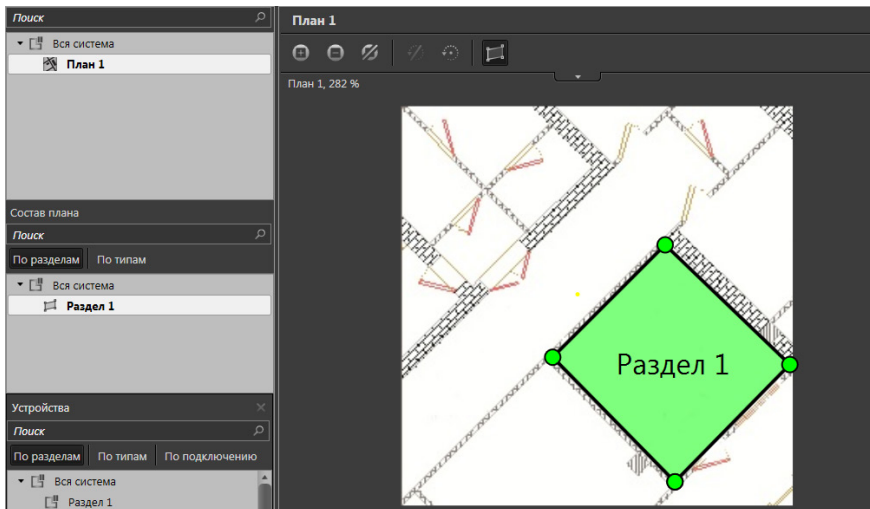 Поиск
Вся система
План 1
Состав плана
Поиск
По разделам По типам
Вся система
Раздел 1
Устройства
Поиск
По разделам По типам По подключению
Вся система
Раздел 1
План 1
План 1, 282 %
Раздел 1